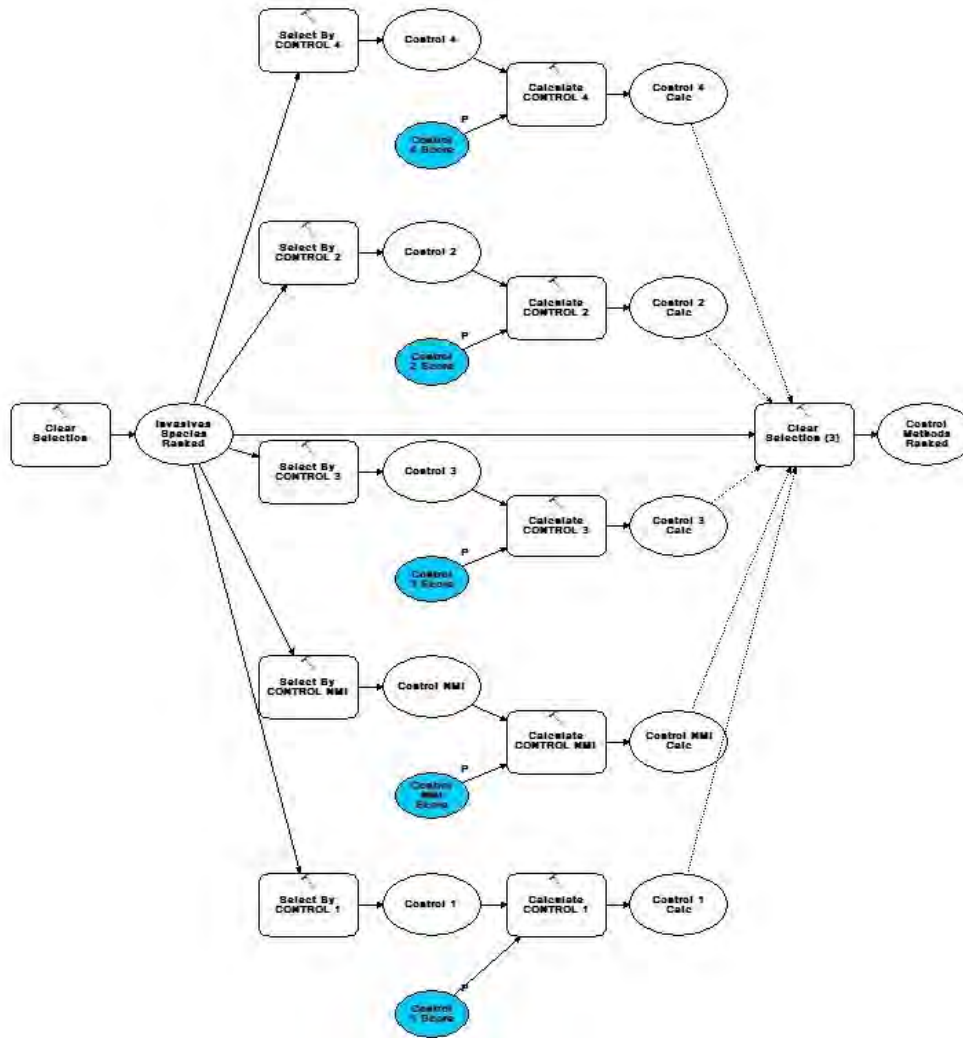 Select By
CONTROL 4
Control 4
Calculate
CONTROL 4
Control 4
Calc
P
Control
4 Score
Select By
CONTROL 2
Control 2
Calculate
CONTROL 2
Control 2
Calc
P
Control
2 Score
Clear
Selection
Invasives
Species
Ranked
Clear
Selection (3)
Control
Methods
Ranked
Select By
CONTROL 3
Control 3
Calculate
CONTROL 3
Control 3
Calc
P
Control
3 Score
Select By
CONTROL NMI
Control NMI
Calculate
CONTROL NMI
Control NMI
Calc
P
Control
NMI
Score
Select By
CONTROL 1
Control 1
Calculate
CONTROL 1
Control 1
Calc
P
Control
1 Score